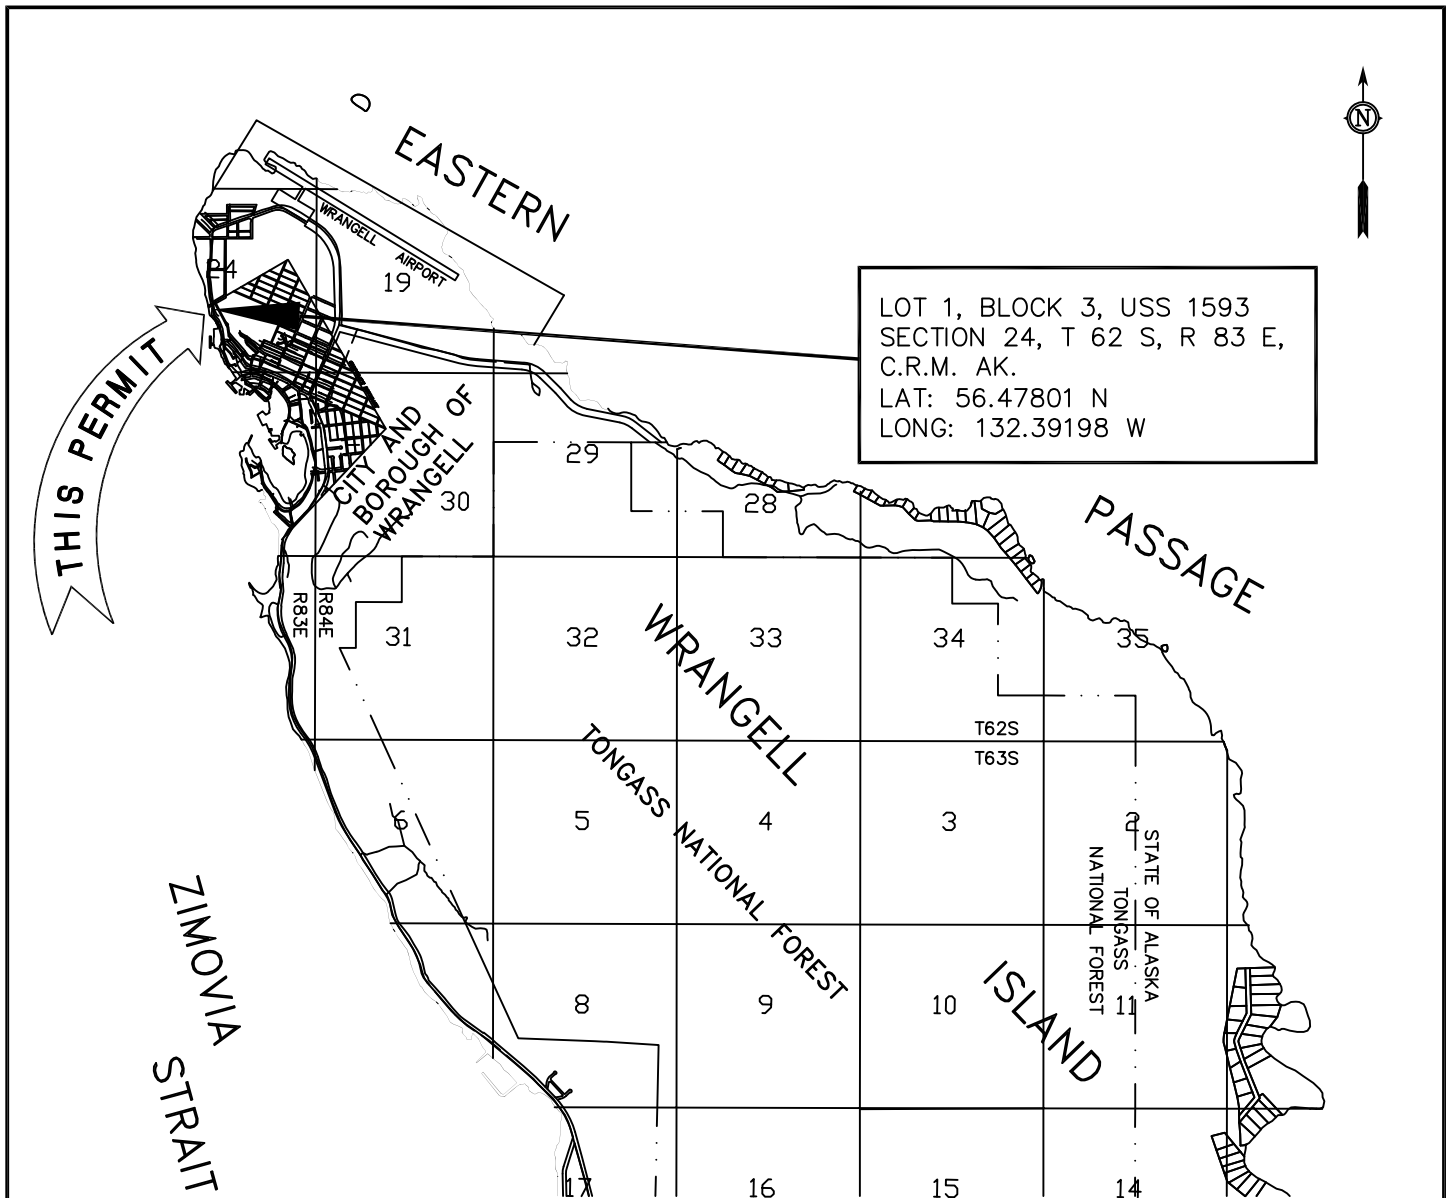 D
EASTERN
N
WRANGELL
AIRPORT
24
19
LOT 1, BLOCK 3, USS 1593
SECTION 24, T 62 S, R 83 E,
C.R.M. AK.
LAT: 56.47801 N
LONG: 132.39198 W
THIS PERMIT
CITY AND
BOROUGH OF
WRANGELL
29
30
28
PASSAGE
R83E
R84E
31
32
33
34
35
WRANGELL
T62S
T63S
TONGASS NATIONAL FOREST
6
5
4
3
2
STATE OF ALASKA
TONGASS
NATIONAL FOREST
ZIMOVIA
STRAIT
8
9
10
11
ISLAND
17
16
15
14